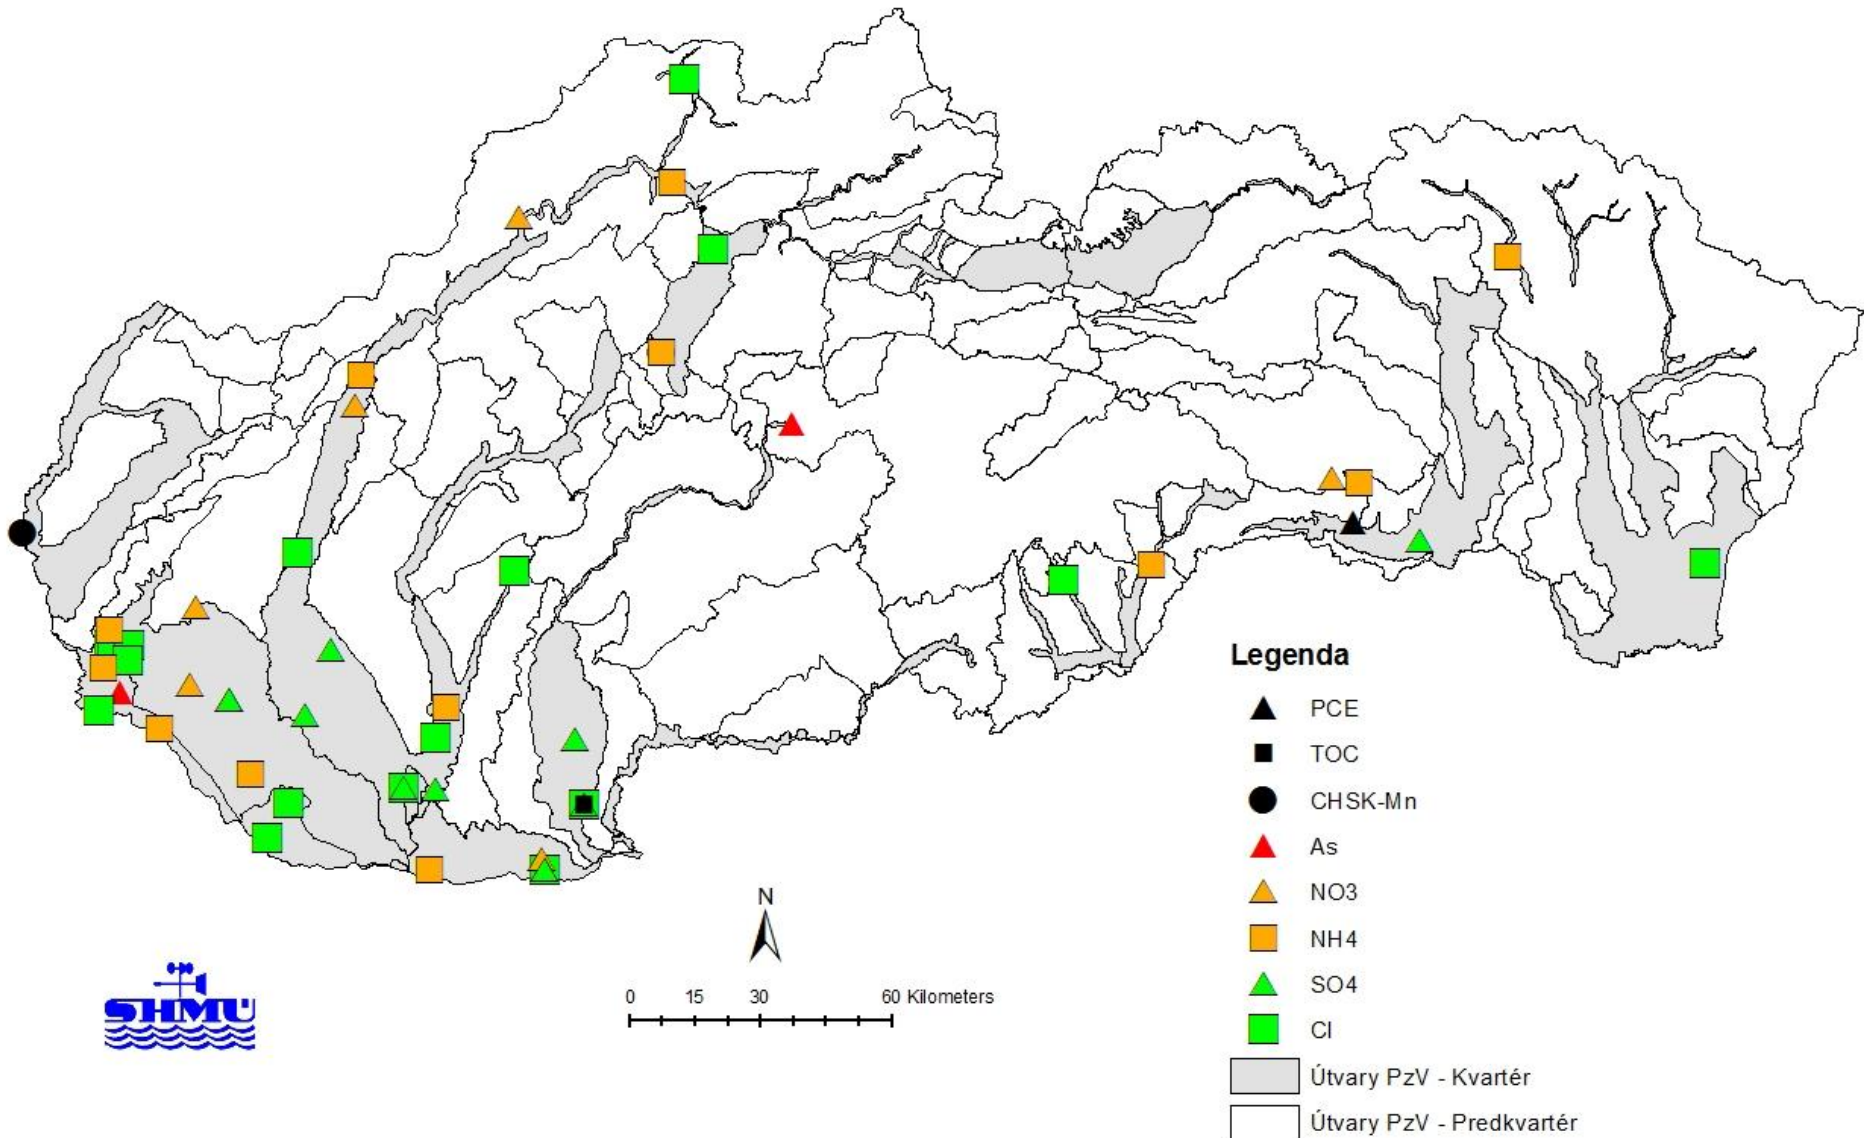 Legenda
PCE
TOC
CHSK-Mn
As
NO3
NH4
SO4
Cl
Útvary PzV - Kvartér
Útvary PzV - Predkvartér
N
0 15 30 60 Kilometers
SHMÚ